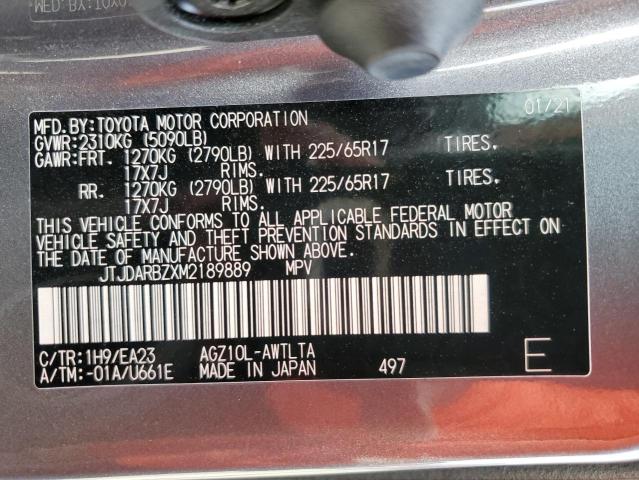 MFD.BY:TOYO
MFD.BY:TOYOTA MOTOR CORPORATION 01/21
GVWR:2310KG (5090LB)
GAWR:FRT. 1270KG (2790LB) WITH 225/65R17 TIRES.
17X7J RIMS.
RR. 1270KG (2790LB) WITH 225/65R17 TIRES.
17X7J RIMS.
THIS VEHICLE CONFORMS TO ALL APPLICABLE FEDERAL MOTOR
VEHICLE SAFETY AND THEFT PREVENTION STANDARDS IN EFFECT ON
THE DATE OF MANUFACTURE SHOWN ABOVE.
JTJDARBZXM2189889 MPV
C/TR:1H9/EA23 AGZ10L-AWTLTA
A/TM:-01A/U661E MADE IN JAPAN 497 E